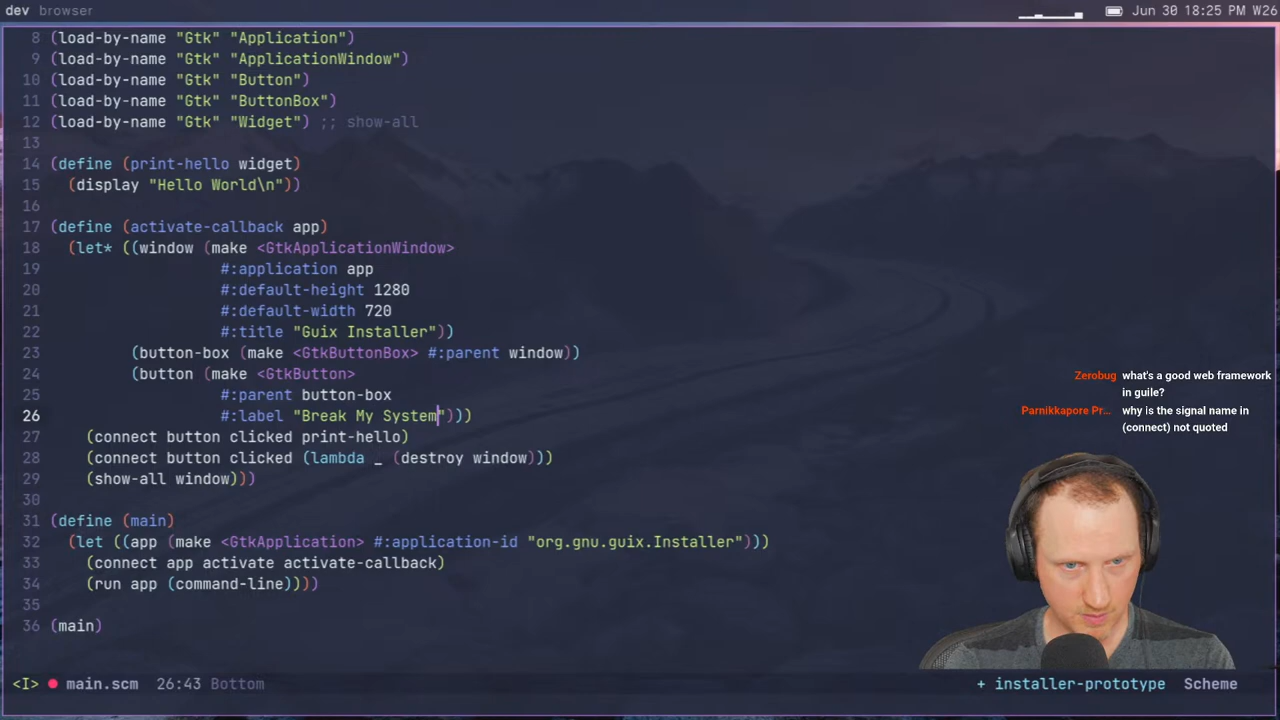 dev browser
Jun 30 18:25 PM W26
8 (load-by-name "Gtk" "Application")
9 (load-by-name "Gtk" "ApplicationWindow")
10 (load-by-name "Gtk" "Button")
11 (load-by-name "Gtk" "ButtonBox")
12 (load-by-name "Gtk" "Widget") ;; show-all
13
14 (define (print-hello widget)
15   (display "Hello World\n"))
16
17 (define (activate-callback app)
18   (let* ((window (make <GtkApplicationWindow>
19                    #:application app
20                    #:default-height 1280
21                    #:default-width 720
22                    #:title "Guix Installer"))
23          (button-box (make <GtkButtonBox> #:parent window))
24          (button (make <GtkButton>
25                    #:parent button-box
26                    #:label "Break My System")))
27     (connect button clicked print-hello)
28     (connect button clicked (lambda _ (destroy window)))
29     (show-all window)))
30
31 (define (main)
32   (let ((app (make <GtkApplication> #:application-id "org.gnu.guix.Installer")))
33     (connect app activate activate-callback)
34     (run app (command-line))))
35
36 (main)
Zerobug what's a good web framework
in guile?
Parnikkapore Pr... why is the signal name in
(connect) not quoted
<I> main.scm 26:43 Bottom
+ installer-prototype Scheme